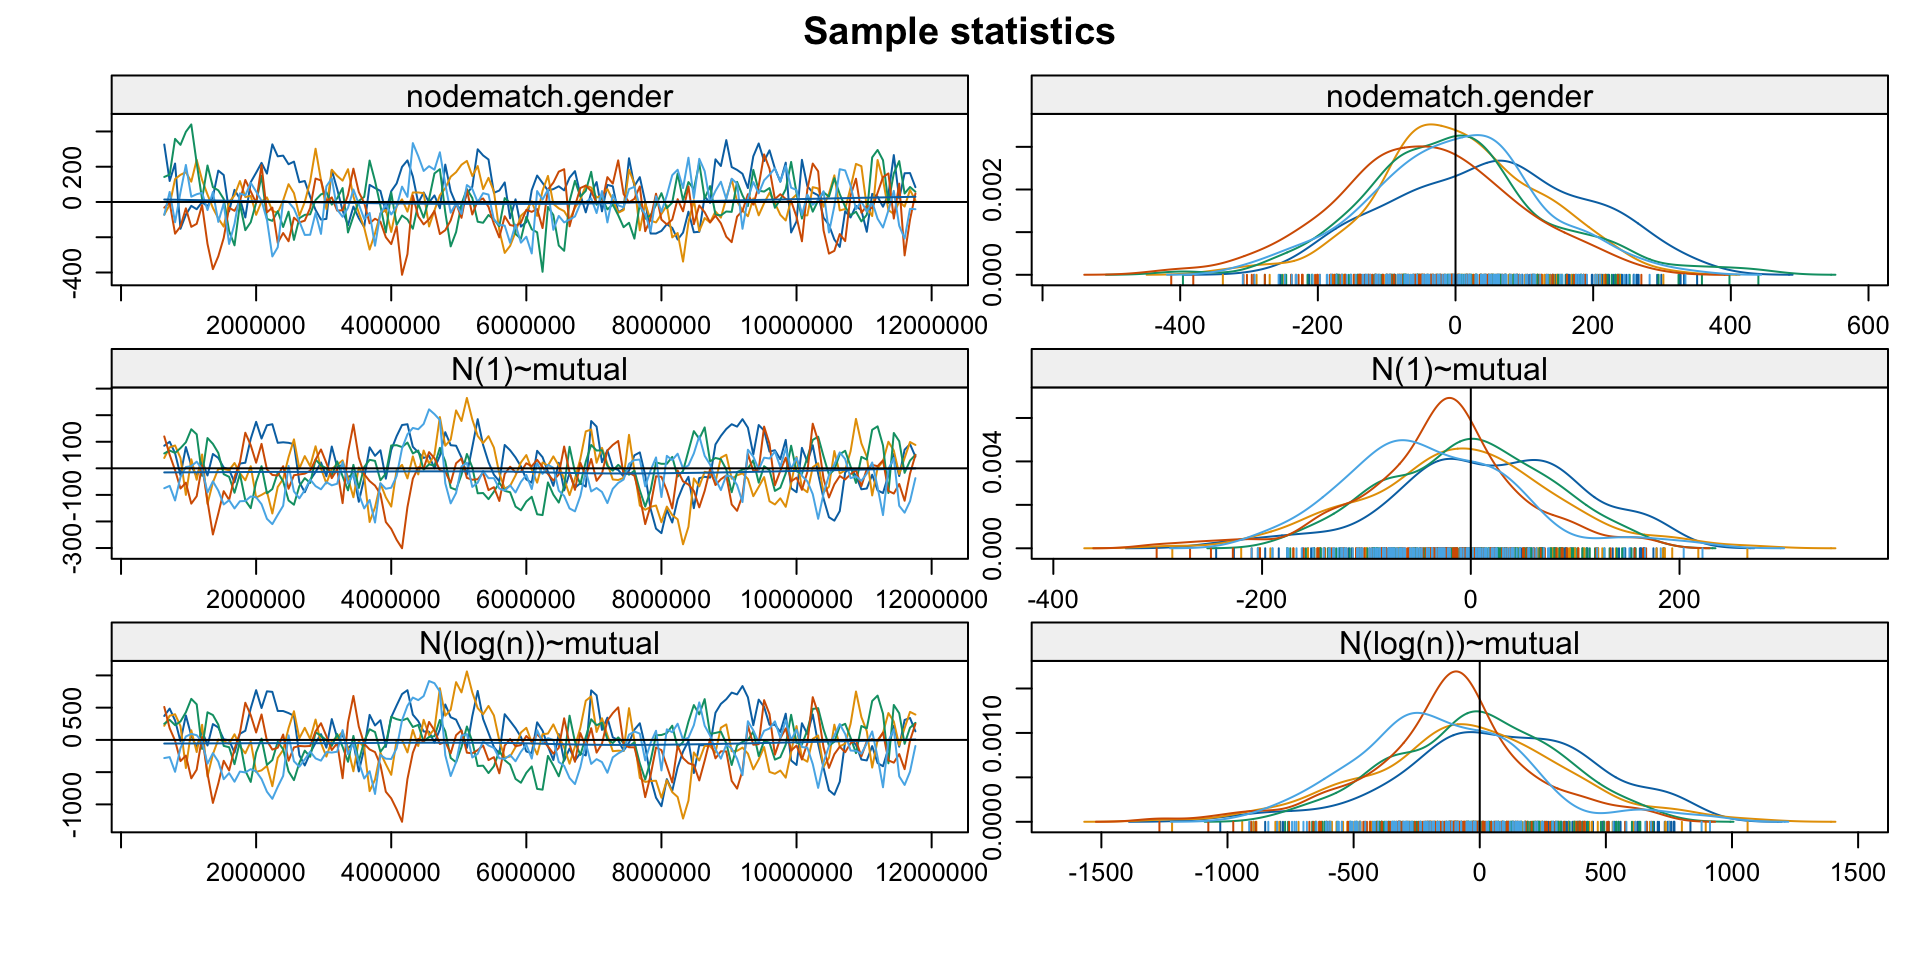 Sample statistics
nodematch.gender
nodematch.gender
-400 0 200
0.000 0.002
2000000 4000000 6000000 8000000 10000000 12000000
-400 -200 0 200 400 600
N(1)~mutual
N(1)~mutual
-300 -100 100
0.000 0.004
2000000 4000000 6000000 8000000 10000000 12000000
-400 -200 0 200
N(log(n))~mutual
N(log(n))~mutual
-1000 0 500
0.0000 0.0010
2000000 4000000 6000000 8000000 10000000 12000000
-1500 -1000 -500 0 500 1000 1500